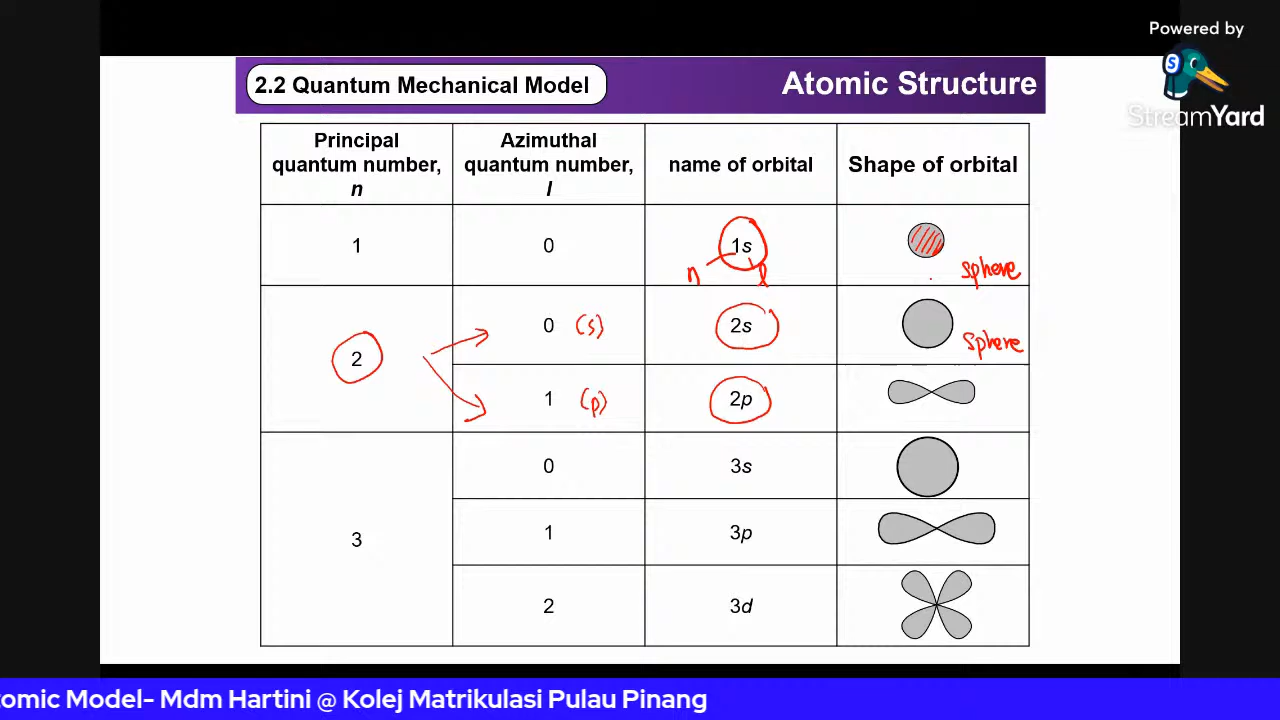 Powered by
StreamYard
2.2 Quantum Mechanical Model
Atomic Structure
Principal
quantum number,
n
Azimuthal
quantum number,
l
name of orbital
Shape of orbital
1
0
1s
n
l
sphere
2
0 (s)
2s
sphere
1 (p)
2p
3
0
3s
1
3p
2
3d
tomic Model- Mdm Hartini @ Kolej Matrikulasi Pulau Pinang